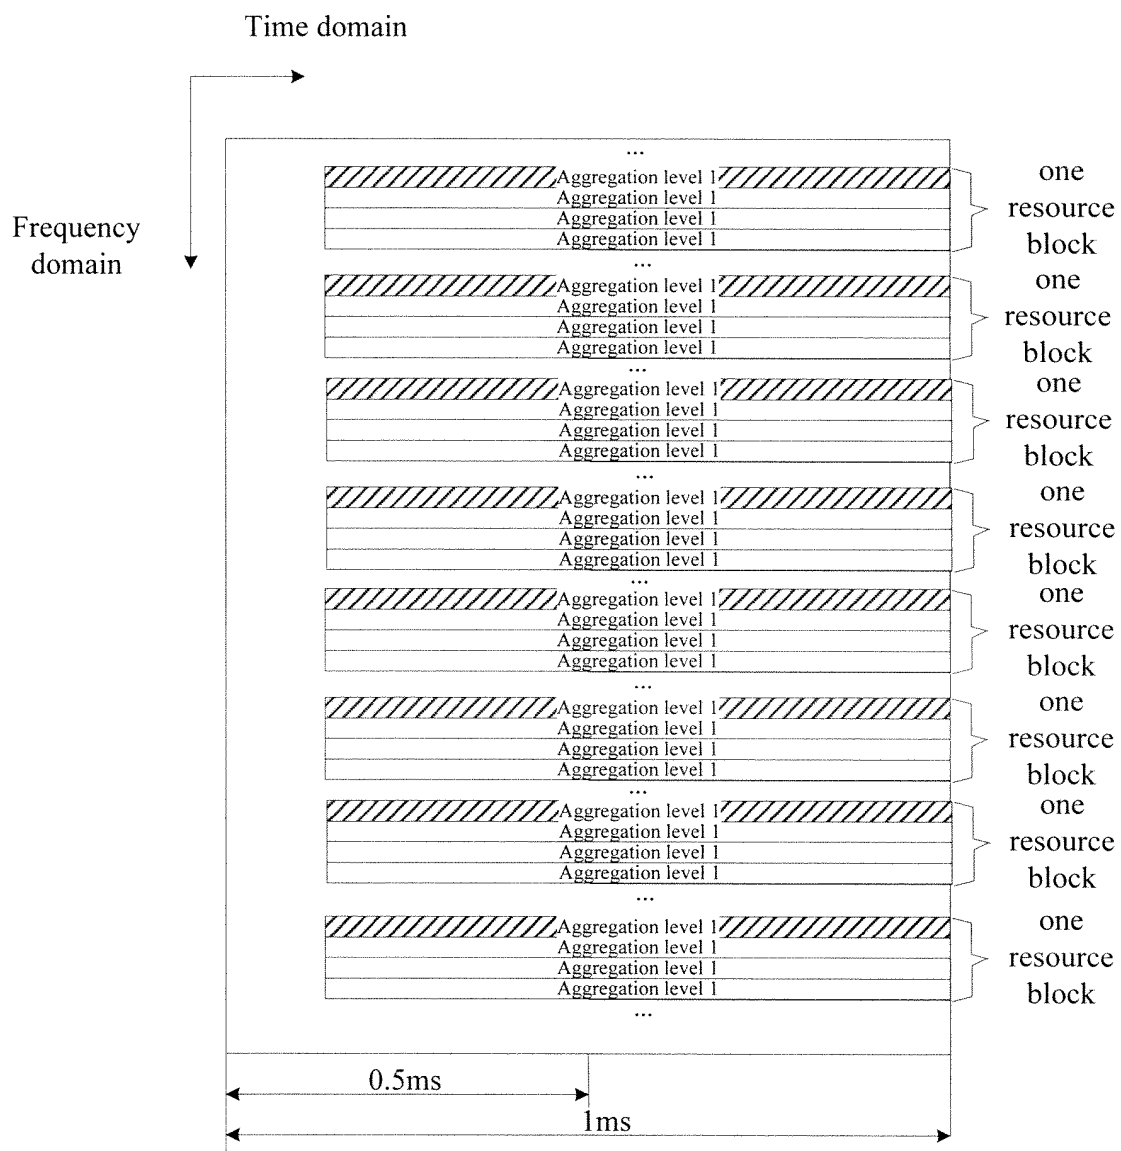 Time domain
Frequency
domain
...
Aggregation level 1
Aggregation level 1
Aggregation level 1
Aggregation level 1
one
resource
block
...
Aggregation level 1
Aggregation level 1
Aggregation level 1
Aggregation level 1
one
resource
block
...
Aggregation level 1
Aggregation level 1
Aggregation level 1
Aggregation level 1
one
resource
block
...
Aggregation level 1
Aggregation level 1
Aggregation level 1
Aggregation level 1
one
resource
block
...
Aggregation level 1
Aggregation level 1
Aggregation level 1
Aggregation level 1
one
resource
block
...
Aggregation level 1
Aggregation level 1
Aggregation level 1
Aggregation level 1
one
resource
block
...
Aggregation level 1
Aggregation level 1
Aggregation level 1
Aggregation level 1
one
resource
block
...
Aggregation level 1
Aggregation level 1
Aggregation level 1
Aggregation level 1
one
resource
block
...
0.5ms
1ms